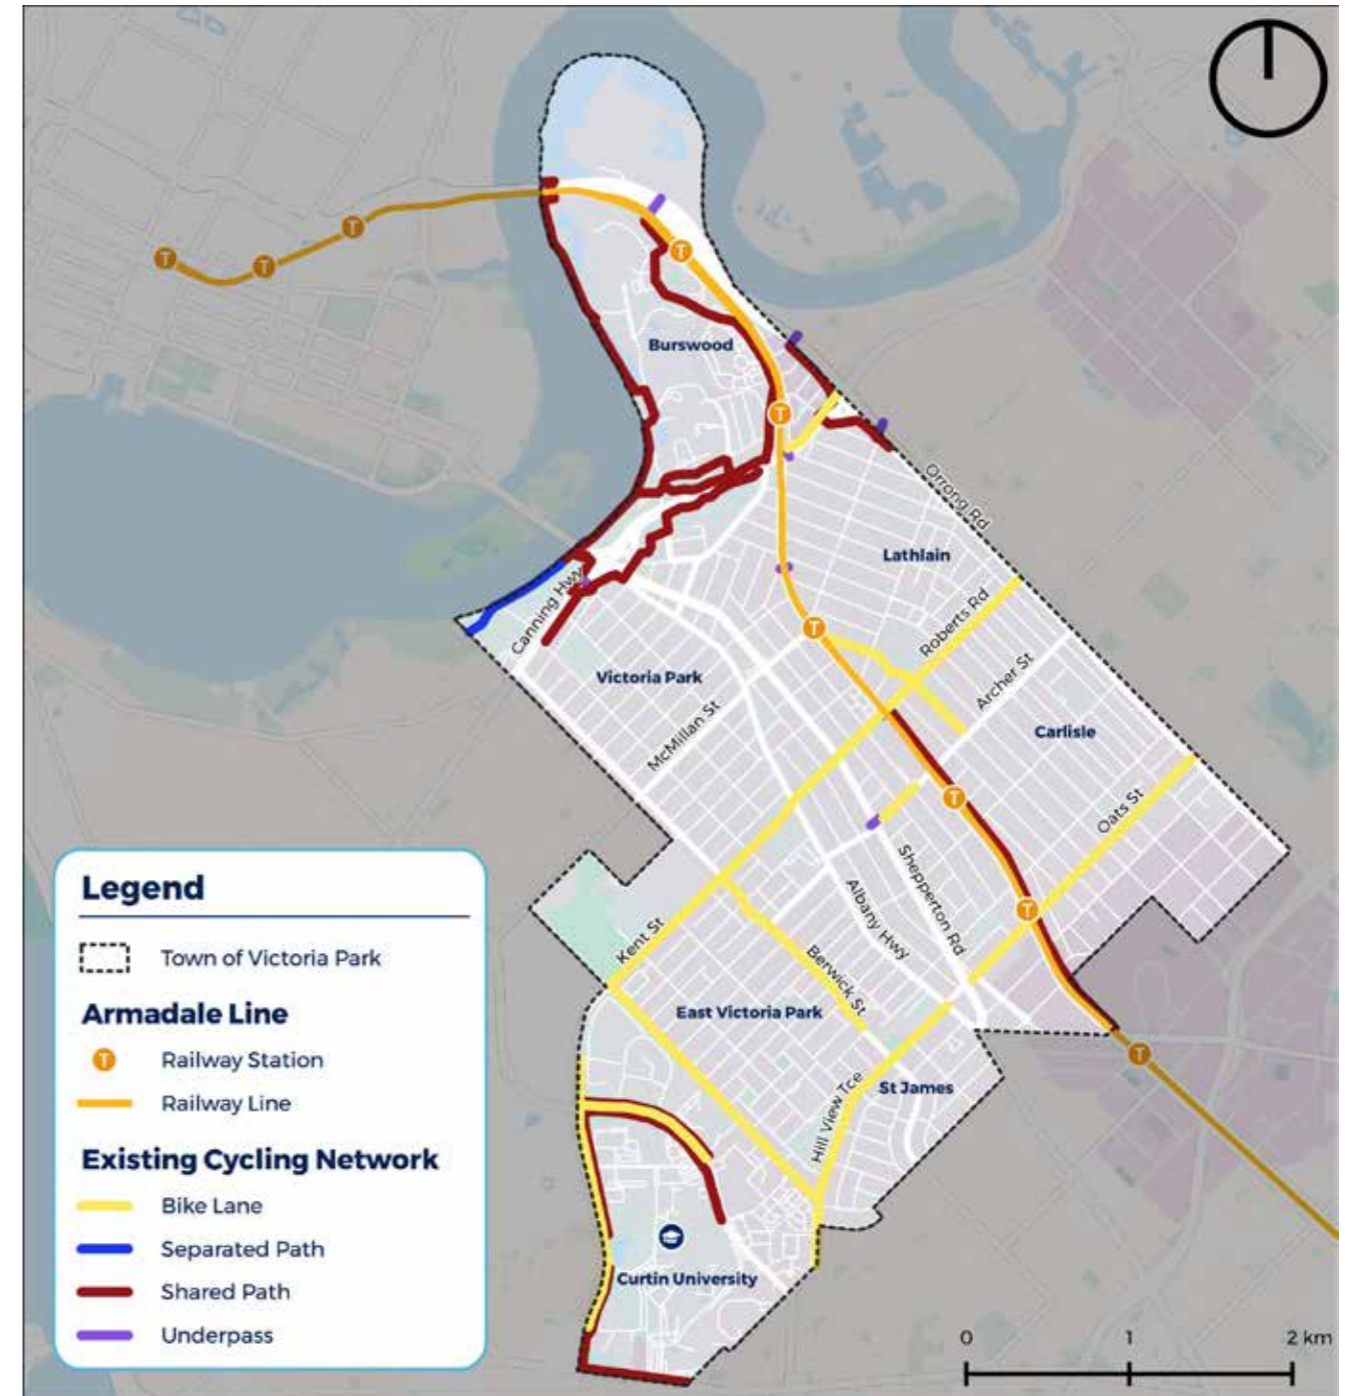 T
T
T
T
Burswood
T
Orrong Rd
Lathlain
Canning Hwy
Roberts Rd
T
Archer St
Victoria Park
McMillan St
Carlisle
T
Oats St
Shepperton Rd
Albany Hwy
T
Kent St
Berwick St
East Victoria Park
T
St James
Hill View Tce
Curtin University
Legend
Town of Victoria Park
Armadale Line
T Railway Station
Railway Line
Existing Cycling Network
Bike Lane
Separated Path
Shared Path
Underpass
0 1 2 km